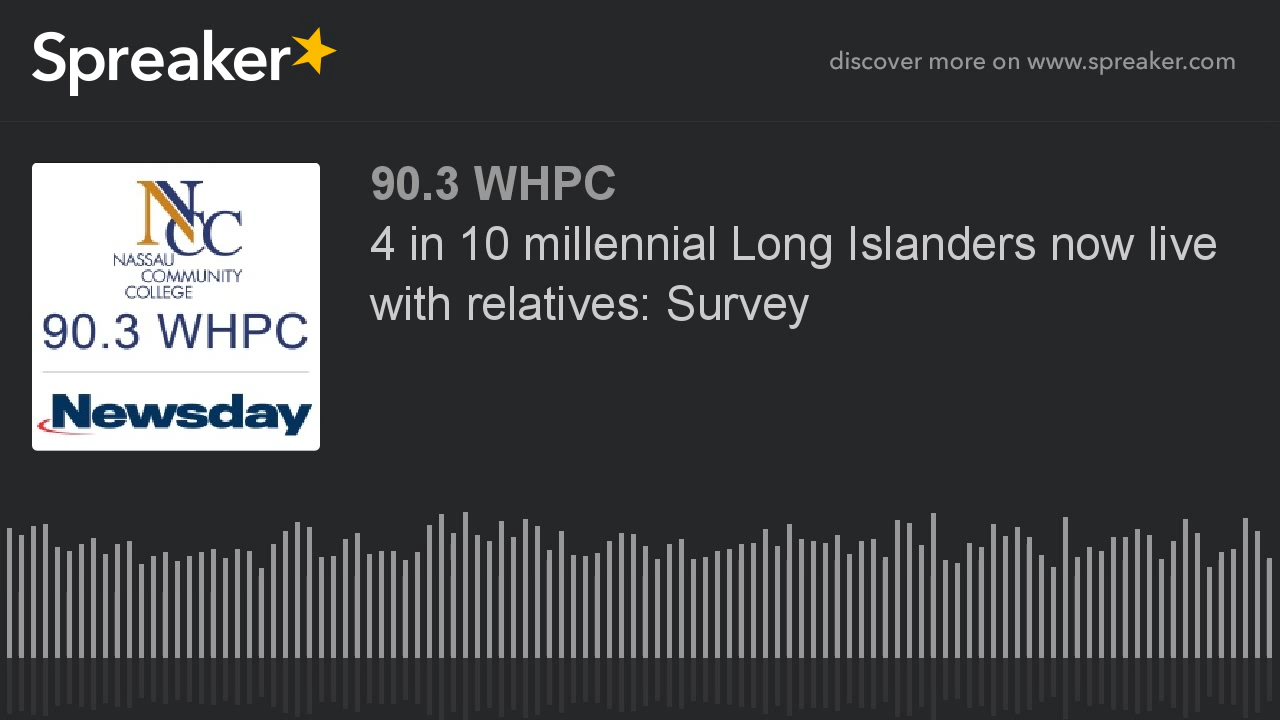 Spreaker
discover more on www.spreaker.com
NCC
NASSAU
COMMUNITY
COLLEGE
90.3 WHPC
Newsday
90.3 WHPC
4 in 10 millennial Long Islanders now live
with relatives: Survey